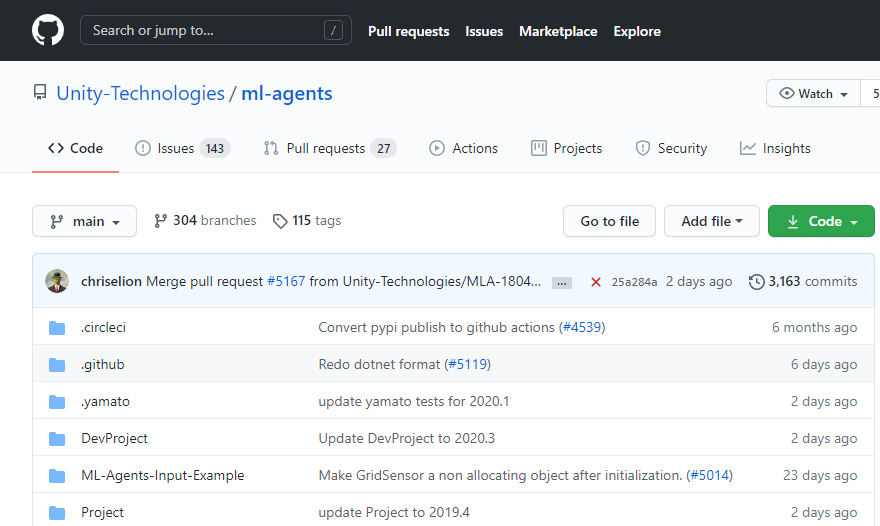 Search or jump to... / Pull requests Issues Marketplace Explore
Unity-Technologies / ml-agents Watch 5
Code Issues 143 Pull requests 27 Actions Projects Security Insights
main 304 branches 115 tags Go to file Add file Code
chriselion Merge pull request #5167 from Unity-Technologies/MLA-1804... ... 25a284a 2 days ago 3,163 commits
.circleci Convert pypi publish to github actions (#4539) 6 months ago
.github Redo dotnet format (#5119) 6 days ago
.yamato update yamato tests for 2020.1 2 days ago
DevProject Update DevProject to 2020.3 2 days ago
ML-Agents-Input-Example Make GridSensor a non allocating object after initialization. (#5014) 23 days ago
Project update Project to 2019.4 2 days ago